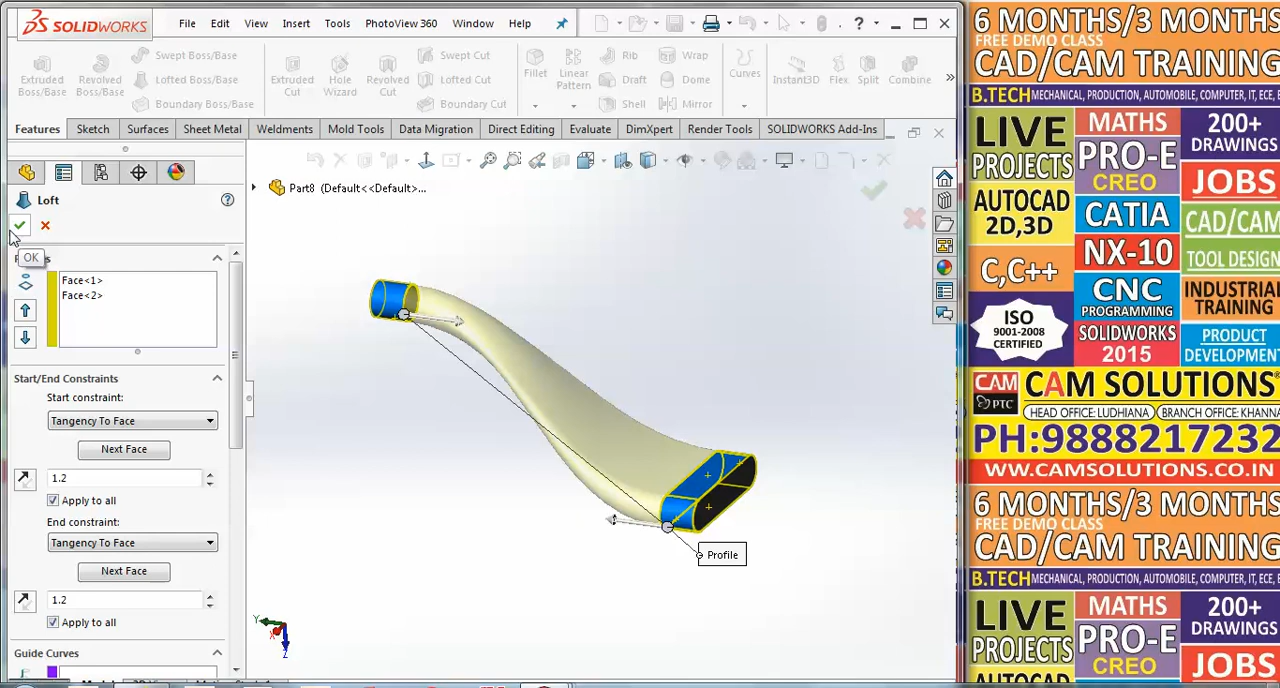 SOLIDWORKS
File Edit View Insert Tools PhotoView 360 Window Help
Extruded Boss/Base
Revolved Boss/Base
Swept Boss/Base
Lofted Boss/Base
Boundary Boss/Base
Extruded Cut
Hole Wizard
Revolved Cut
Swept Cut
Lofted Cut
Boundary Cut
Fillet
Linear Pattern
Rib
Draft
Shell
Wrap
Dome
Mirror
Curves
Instant3D
Flex
Split
Combine
Features Sketch Surfaces Sheet Metal Weldments Mold Tools Data Migration Direct Editing Evaluate DimXpert Render Tools SOLIDWORKS Add-Ins
Part8 (Default<<Default>...
Loft
OK
Face<1>
Face<2>
Start/End Constraints
Start constraint:
Tangency To Face
Next Face
1.2
Apply to all
End constraint:
Tangency To Face
Next Face
1.2
Apply to all
Guide Curves
Profile
Y
X
Z
6 MONTHS/3 MONTHS
FREE DEMO CLASS
CAD/CAM TRAINING
B.TECH MECHANICAL, PRODUCTION, AUTOMOBILE, COMPUTER, IT, ECE,
LIVE PROJECTS
MATHS
PRO-E
CREO
200+
DRAWINGS
JOBS
AUTOCAD
2D,3D
CATIA
CAD/CAM
TOOL DESIGN
C,C++
NX-10
CNC
PROGRAMMING
INDUSTRIAL
TRAINING
ISO
9001-2008
CERTIFIED
SOLIDWORKS
2015
PRODUCT
DEVELOPMENT
CAM
PTC
CAM SOLUTIONS
HEAD OFFICE: LUDHIANA BRANCH OFFICE: KHANNA
PH:9888217232
WWW.CAMSOLUTIONS.CO.IN
6 MONTHS/3 MONTHS
FREE DEMO CLASS
CAD/CAM TRAINING
B.TECH MECHANICAL, PRODUCTION, AUTOMOBILE, COMPUTER, IT, ECE,
LIVE PROJECTS
MATHS
PRO-E
CREO
200+
DRAWINGS
JOBS